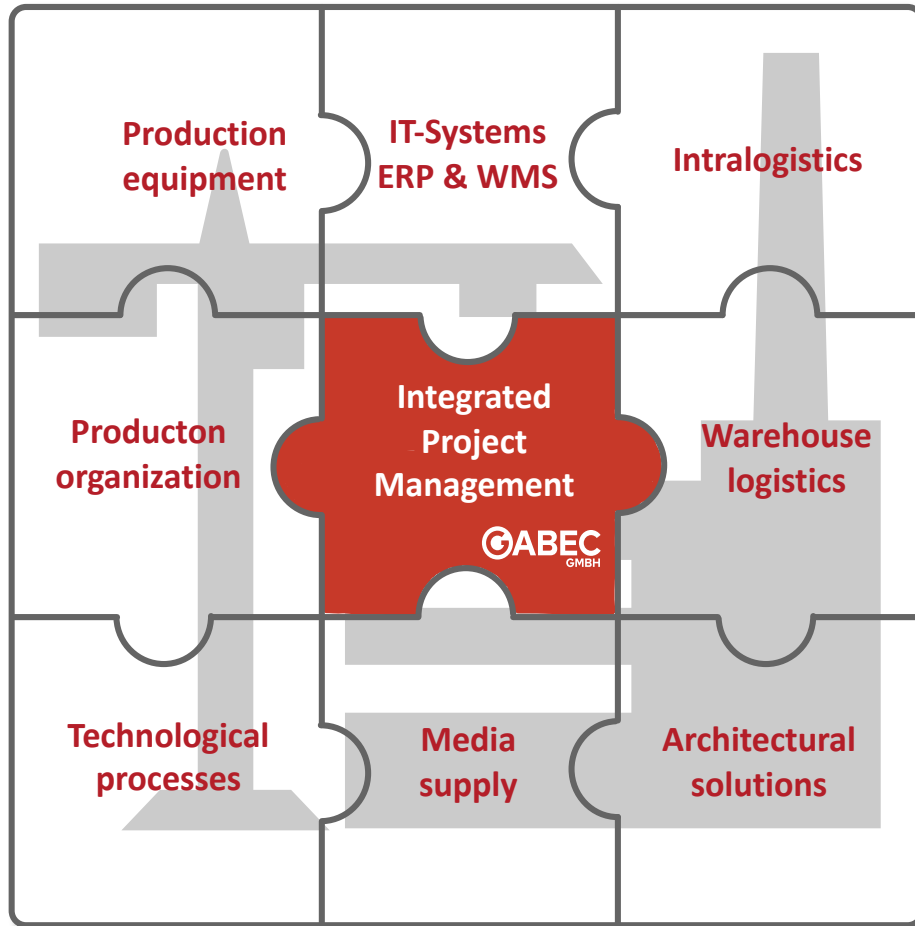 Production
equipment
IT-Systems
ERP & WMS
Intralogistics
Producton
organization
Integrated
Project
Management
GABEC
GMBH
Warehouse
logistics
Technological
processes
Media
supply
Architectural
solutions